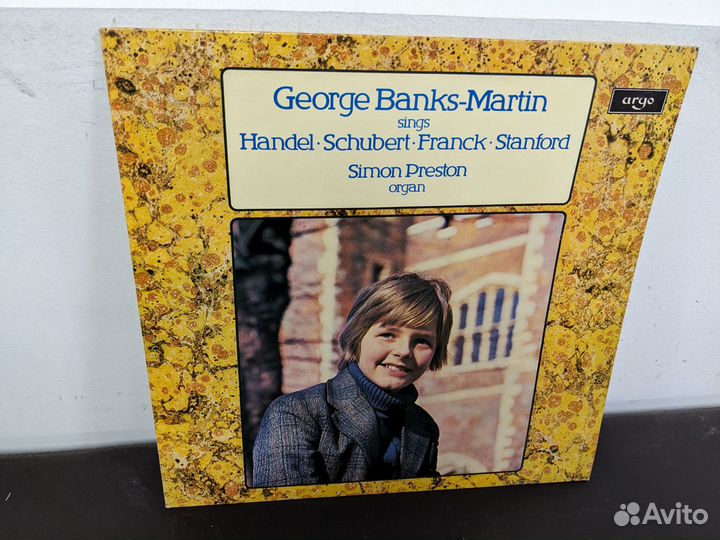 George Banks-Martin
sings
Handel · Schubert · Franck · Stanford
Simon Preston
organ
argo
Avito